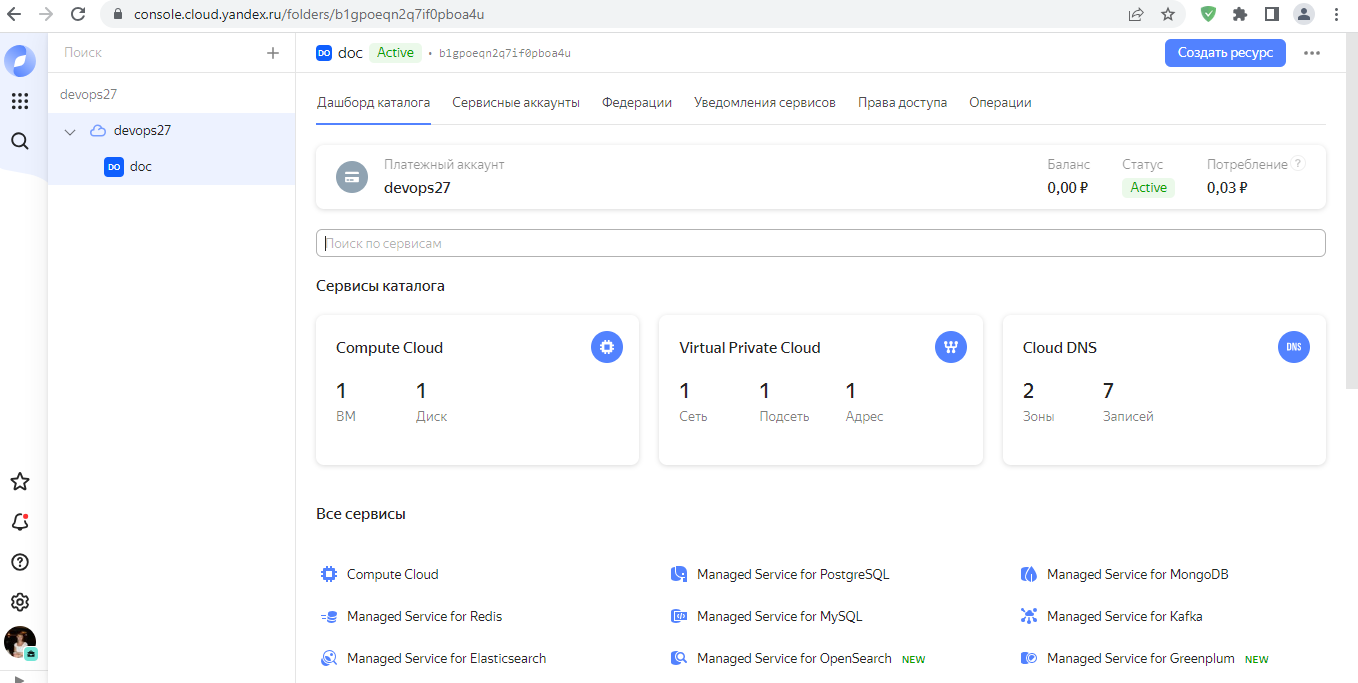 console.cloud.yandex.ru/folders/b1gpoeqn2q7if0pboa4u
Поиск
devops27
devops27
DO doc
DO doc Active • b1gpoeqn2q7if0pboa4u Создать ресурс
Дашборд каталога Сервисные аккаунты Федерации Уведомления сервисов Права доступа Операции
Платежный аккаунт Баланс Статус Потребление ?
devops27 0,00 ₽ Active 0,03 ₽
Поиск по сервисам
Сервисы каталога
Compute Cloud
1 1
ВМ Диск
Virtual Private Cloud
1 1 1
Сеть Подсеть Адрес
Cloud DNS DNS
2 7
Зоны Записей
Все сервисы
Compute Cloud Managed Service for PostgreSQL Managed Service for MongoDB
Managed Service for Redis Managed Service for MySQL Managed Service for Kafka
Managed Service for Elasticsearch Managed Service for OpenSearch NEW Managed Service for Greenplum NEW